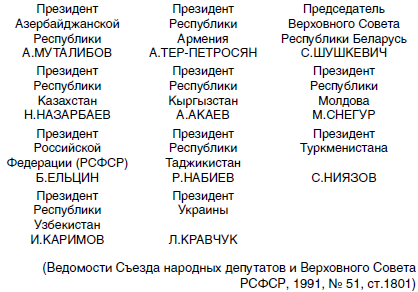 Президент
Азербайджанской
Республики
А.МУТАЛИБОВ
Президент
Республики
Армения
А.ТЕР-ПЕТРОСЯН
Председатель
Верховного Совета
Республики Беларусь
С.ШУШКЕВИЧ
Президент
Республики
Казахстан
Н.НАЗАРБАЕВ
Президент
Республики
Кыргызстан
А.АКАЕВ
Президент
Республики
Молдова
М.СНЕГУР
Президент
Российской
Федерации (РСФСР)
Б.ЕЛЬЦИН
Президент
Республики
Таджикистан
Р.НАБИЕВ
Президент
Туркменистана
С.НИЯЗОВ
Президент
Республики
Узбекистан
И.КАРИМОВ
Президент
Украины
Л.КРАВЧУК
(Ведомости Съезда народных депутатов и Верховного Совета
РСФСР, 1991, № 51, ст.1801)